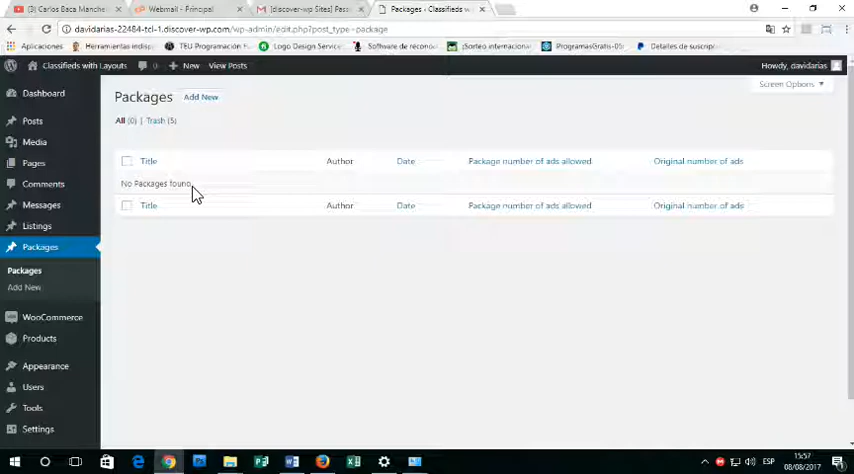 (3) Carlos Baca Manche
Webmail - Principal
[discover-wp Sites] Pass
Packages ‹ Classifieds w
davidarias-22484-tcl-1.discover-wp.com/wp-admin/edit.php?post_type=package
Aplicaciones
Herramientas indisp
TEU Programación F
Logo Design Service
Software de recono
¡Sorteo internaciona
ProgramasGratis-05
Detalles de suscripc
Classifieds with Layouts
0
New
View Posts
Howdy, davidarias
Screen Options
Dashboard
Posts
Media
Pages
Comments
Messages
Listings
Packages
Packages
Add New
WooCommerce
Products
Appearance
Users
Tools
Settings
Packages
Add New
All (0) | Trash (5)
Title Author Date Package number of ads allowed Original number of ads
No Packages found.
Title Author Date Package number of ads allowed Original number of ads
ESP
15:57
08/08/2017